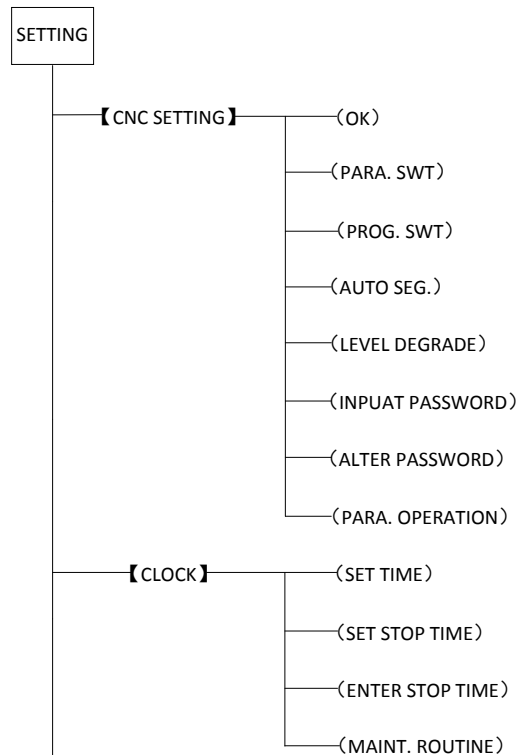 SETTING
【CNC SETTING】
(OK)
(PARA. SWT)
(PROG. SWT)
(AUTO SEG.)
(LEVEL DEGRADE)
(INPUAT PASSWORD)
(ALTER PASSWORD)
(PARA. OPERATION)
【CLOCK】
(SET TIME)
(SET STOP TIME)
(ENTER STOP TIME)
(MAINT. ROUTINE)